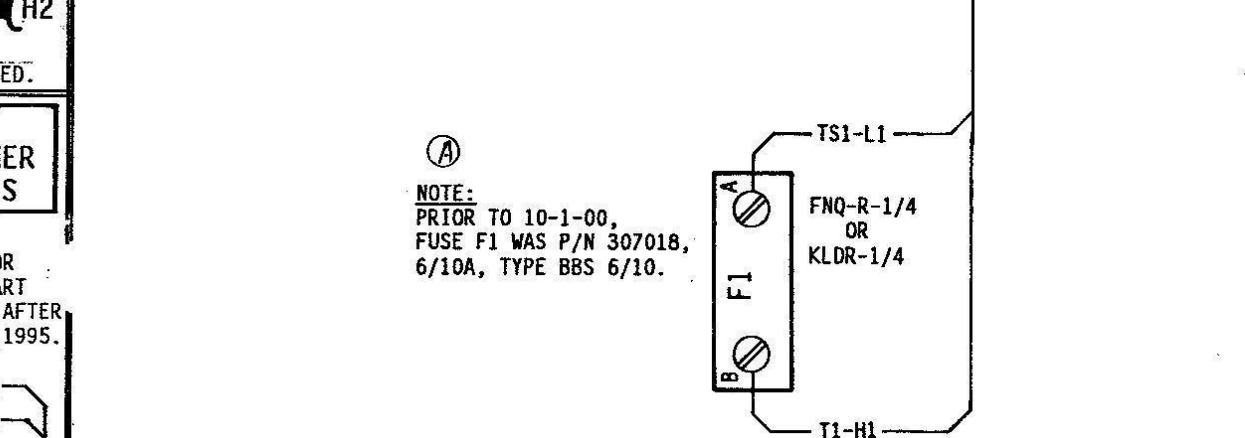 H2
ED.
ER
S
OR
ART
AFTER
1995.
A
NOTE:
PRIOR TO 10-1-00,
FUSE F1 WAS P/N 307018,
6/10A, TYPE BBS 6/10.
TS1-L1
A
F1
B
FNQ-R-1/4
OR
KLDR-1/4
T1-H1